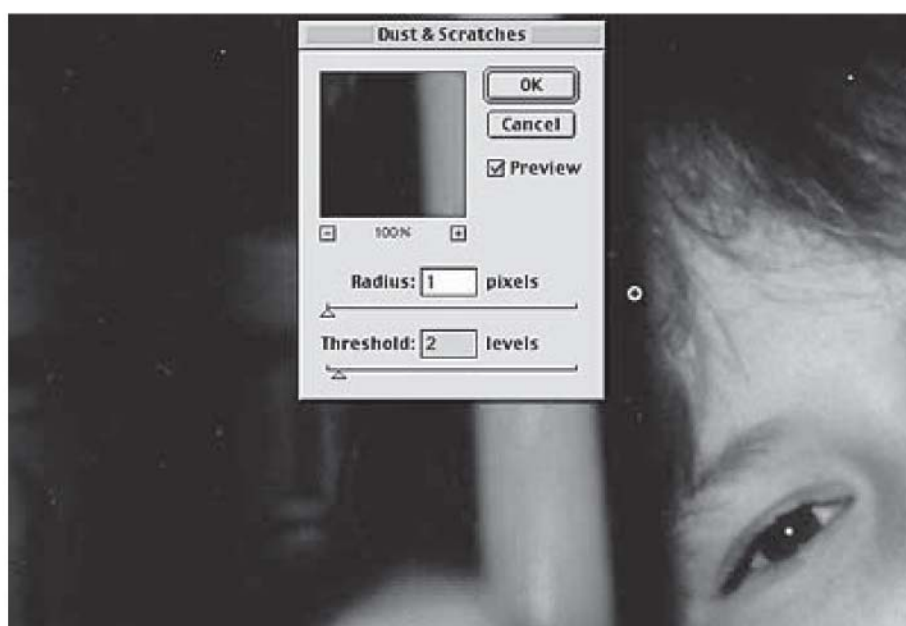 Dust & Scratches
OK
Cancel
Preview
100%
Radius: 1 pixels
Threshold: 2 levels